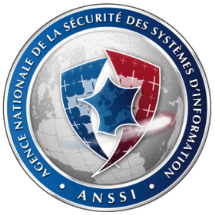 AGENCE NATIONALE DE LA SÉCURITÉ DES SYSTÈMES D'INFORMATION
• ANSSI •